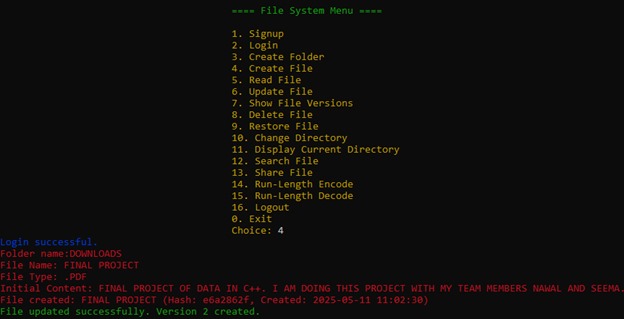 ==== File System Menu ====
1. Signup
2. Login
3. Create Folder
4. Create File
5. Read File
6. Update File
7. Show File Versions
8. Delete File
9. Restore File
10. Change Directory
11. Display Current Directory
12. Search File
13. Share File
14. Run-Length Encode
15. Run-Length Decode
16. Logout
0. Exit
Choice: 4
Login successful.
Folder name:DOWNLOADS
File Name: FINAL PROJECT
File Type: .PDF
Initial Content: FINAL PROJECT OF DATA IN C++. I AM DOING THIS PROJECT WITH MY TEAM MEMBERS NAWAL AND SEEMA.
File created: FINAL PROJECT (Hash: e6a2862f, Created: 2025-05-11 11:02:30)
File updated successfully. Version 2 created.